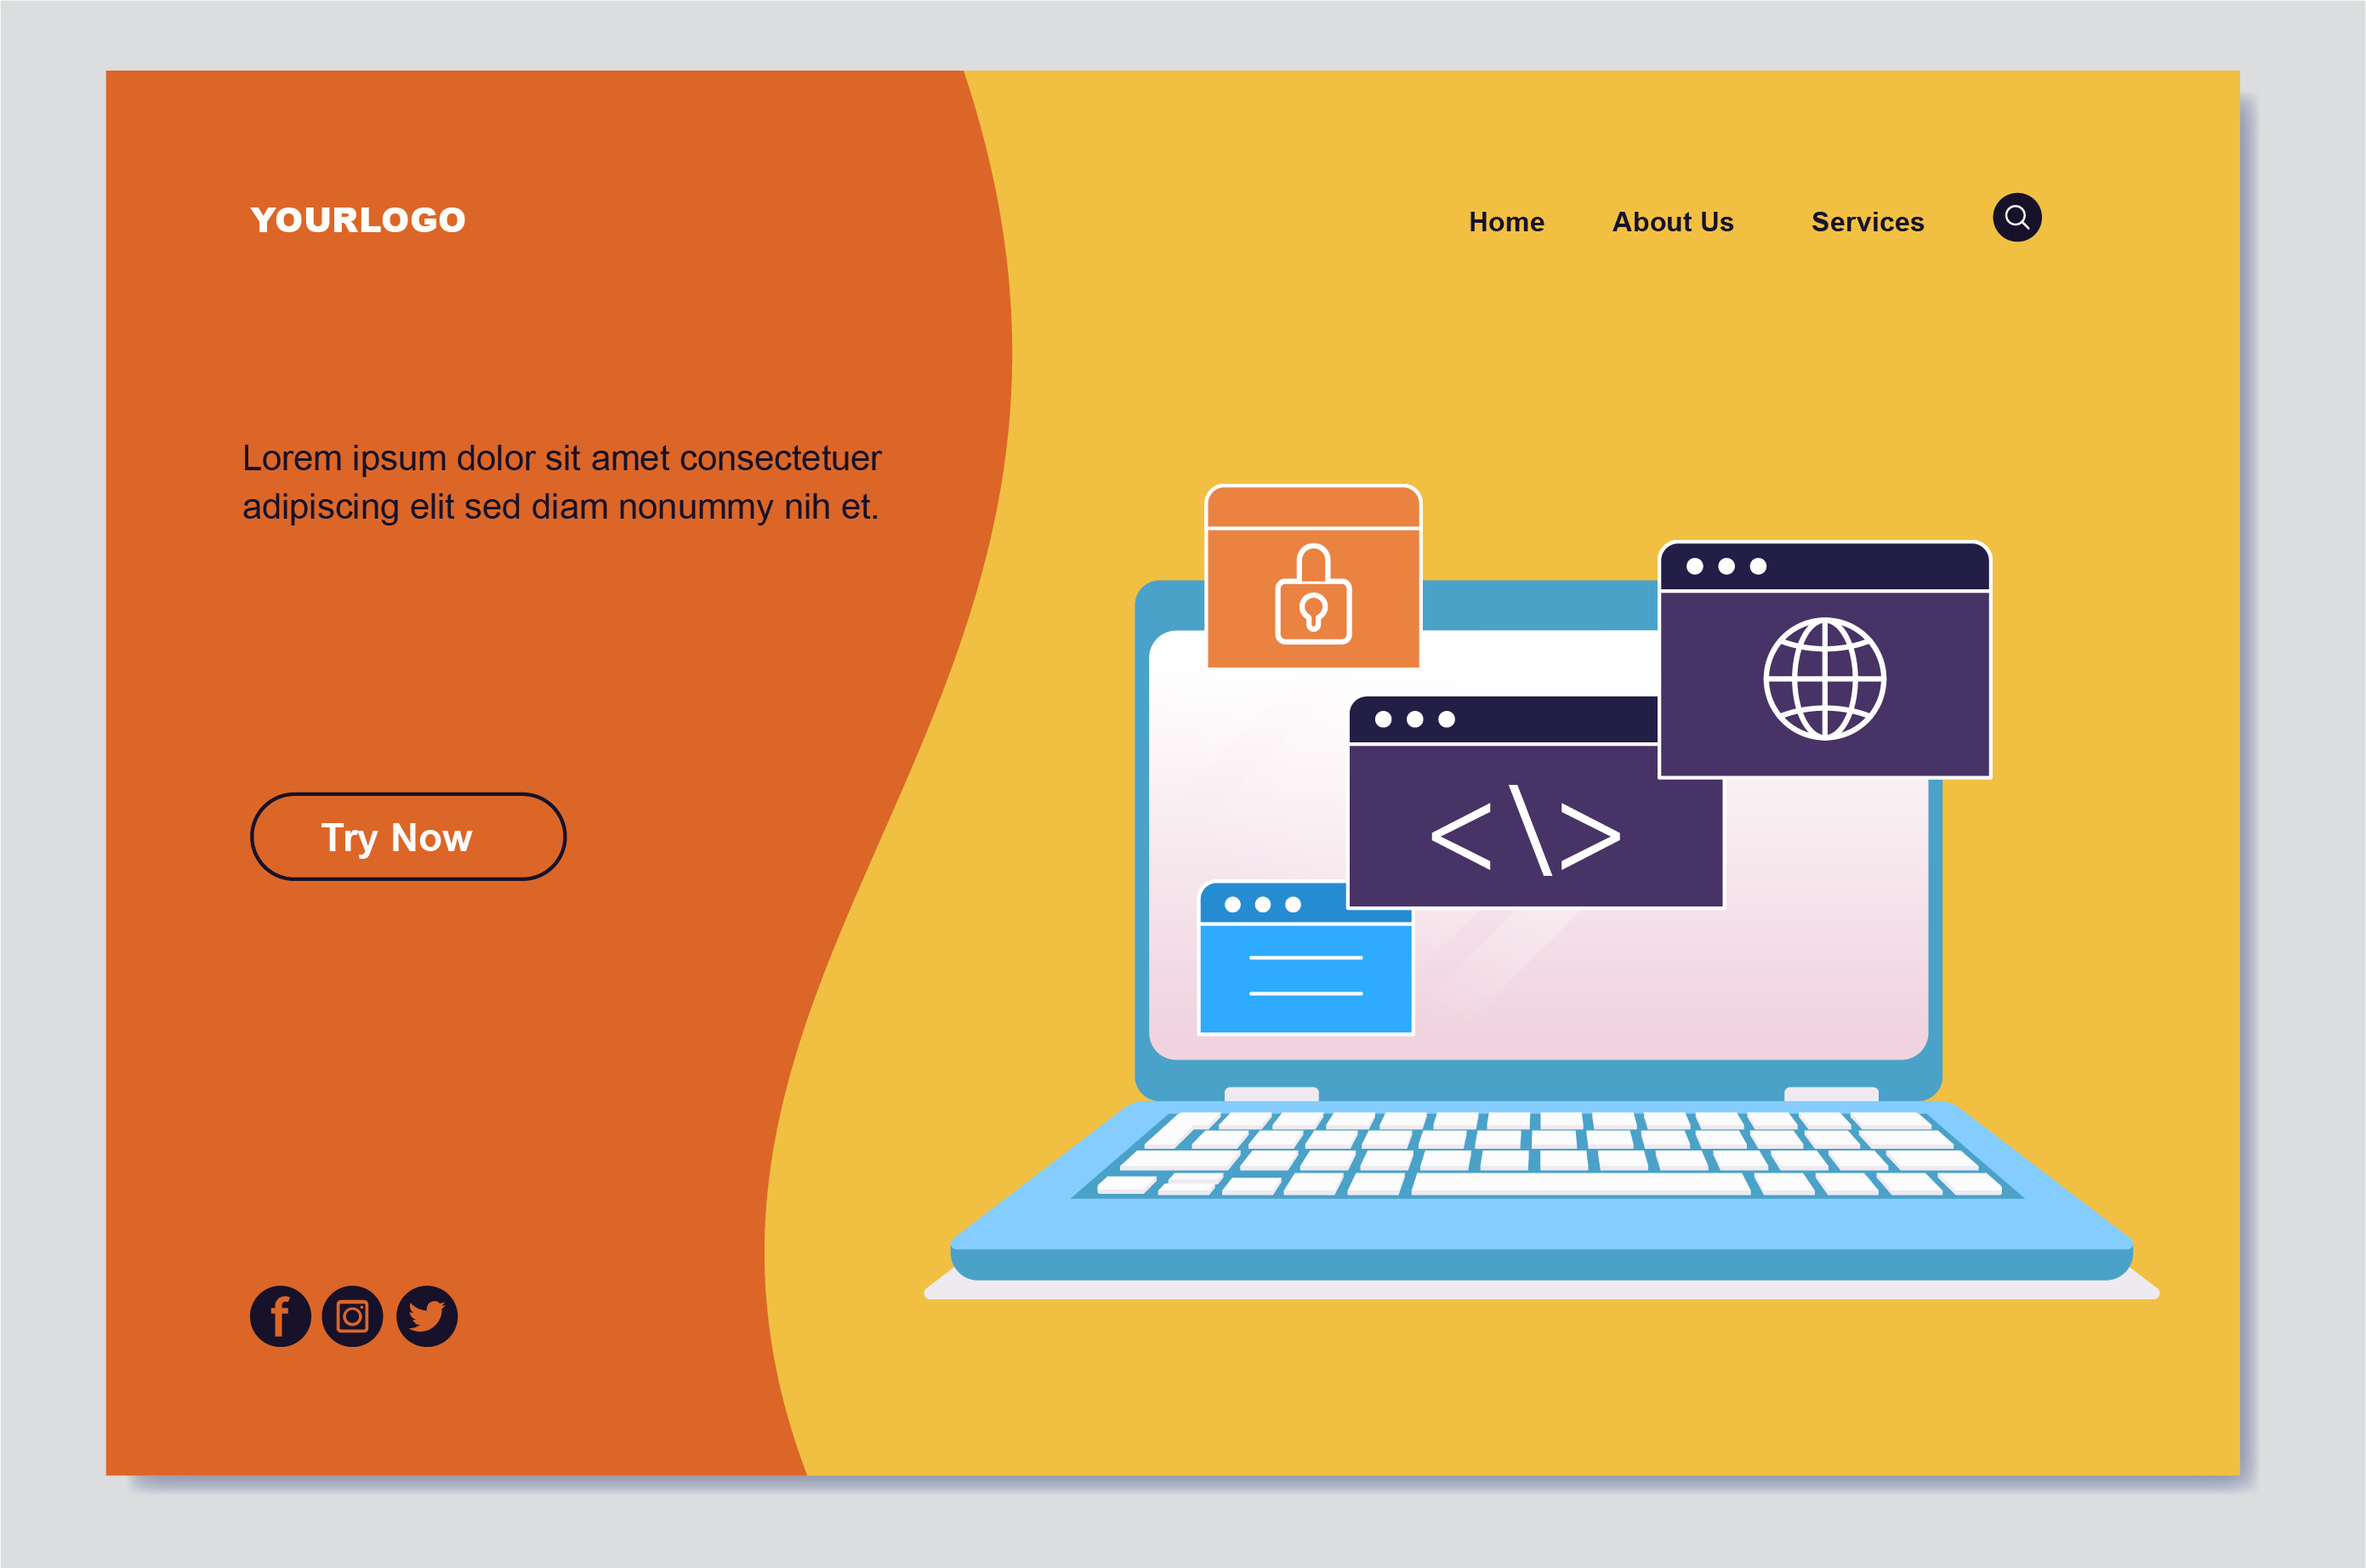 YOURLOGO
Home About Us Services
Lorem ipsum dolor sit amet consectetuer
adipiscing elit sed diam nonummy nih et.
<\>
Try Now